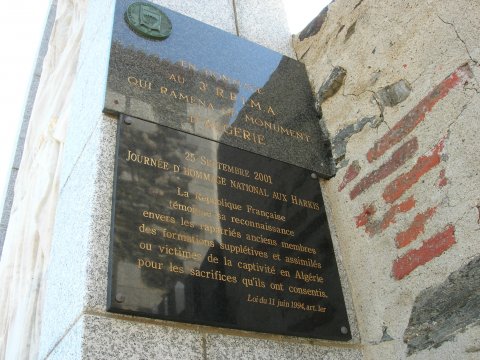 EN HOMMAGE
AU 3e R.P.I.MA
QUI RAMENA CE MONUMENT
D'ALGÉRIE
25 SEPTEMBRE 2001
JOURNÉE D'HOMMAGE NATIONAL AUX HARKIS
La République Française
témoigne sa reconnaissance
envers les rapatriés anciens membres
des formations supplétives et assimilés
ou victimes de la captivité en Algérie
pour les sacrifices qu'ils ont consentis.
Loi du 11 juin 1994, art. 1er